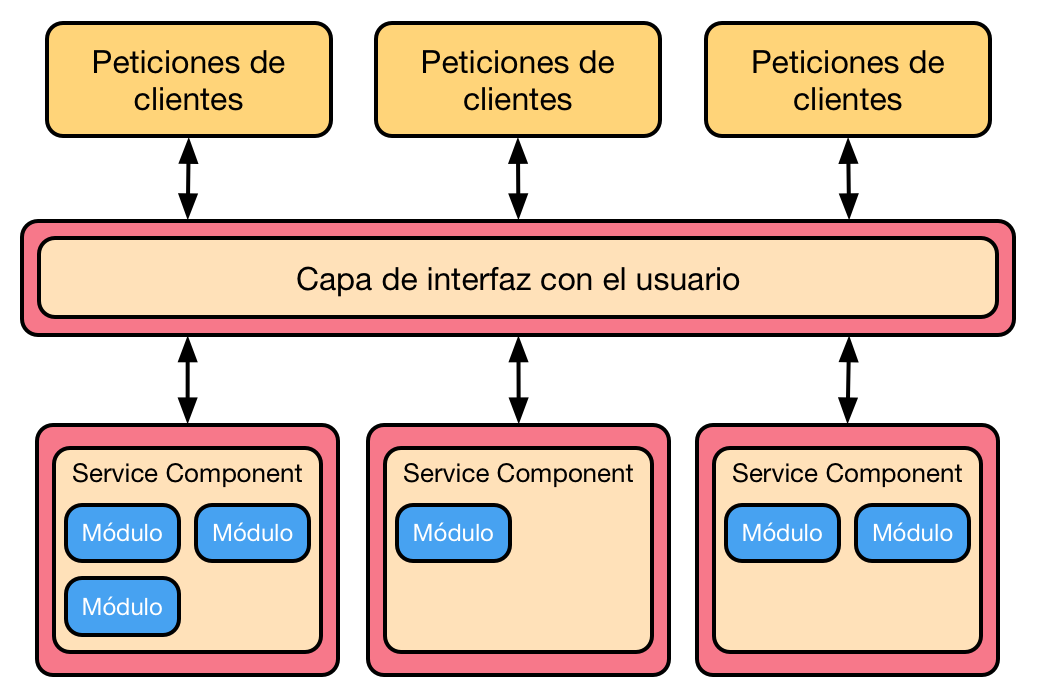 Peticiones de
clientes
Peticiones de
clientes
Peticiones de
clientes
Capa de interfaz con el usuario
Service Component
Módulo
Módulo
Módulo
Service Component
Módulo
Service Component
Módulo
Módulo